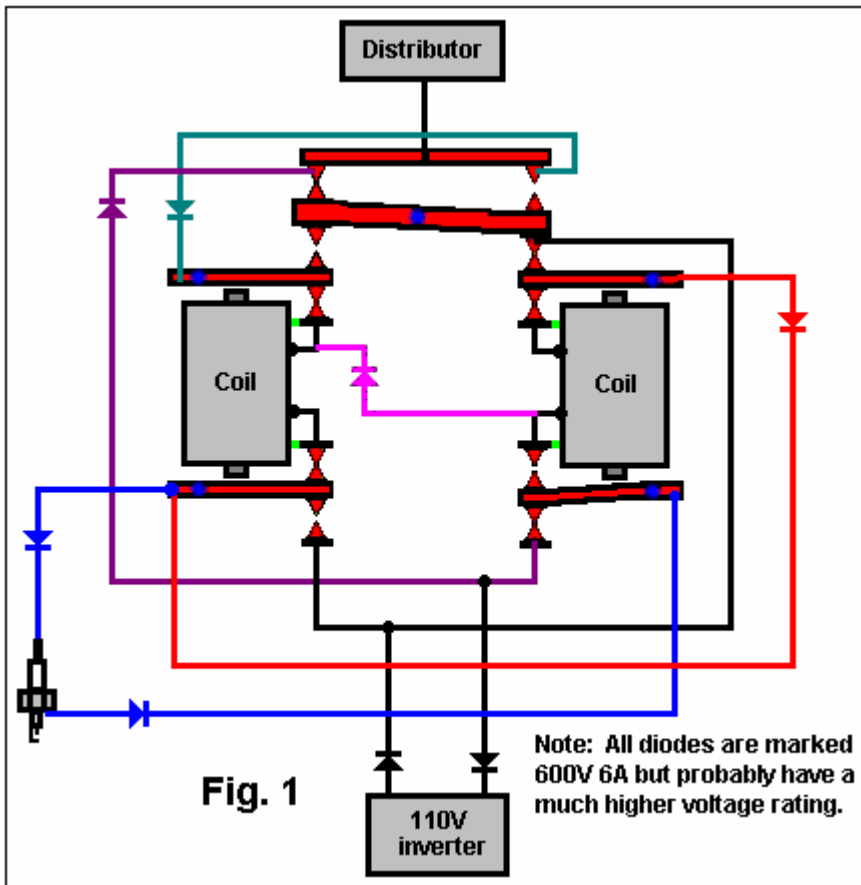 Distributor
Coil
Coil
Note: All diodes are marked
600V 6A but probably have a
much higher voltage rating.
Fig. 1
110V
inverter